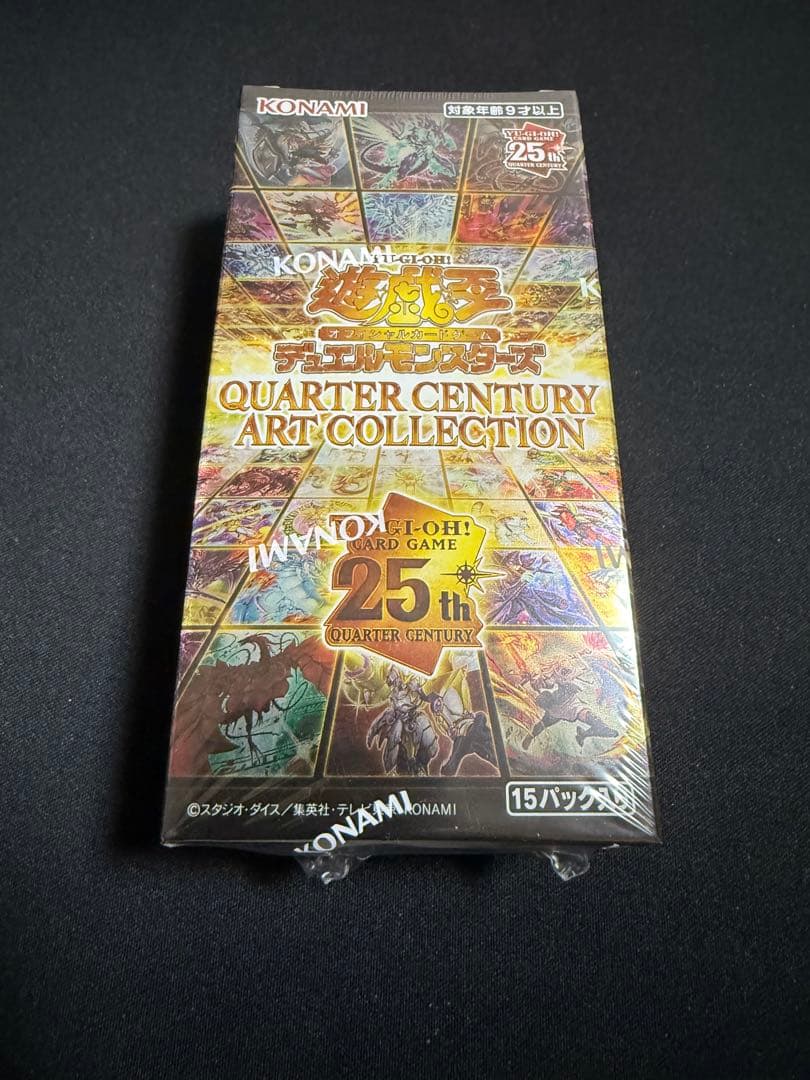 KONAMI
対象年齢9才以上
YU-GI-OH!
CARD GAME
25th
QUARTER CENTURY
KONAMI
YU-GI-OH!
遊戯王
オフィシャルカードゲーム
デュエルモンスターズ
QUARTER CENTURY
ART COLLECTION
KONAMI
YU-GI-OH!
CARD GAME
25th
QUARTER CENTURY
©スタジオ・ダイス／集英社・テレビ東京・KONAMI
15パック入り
KONAMI